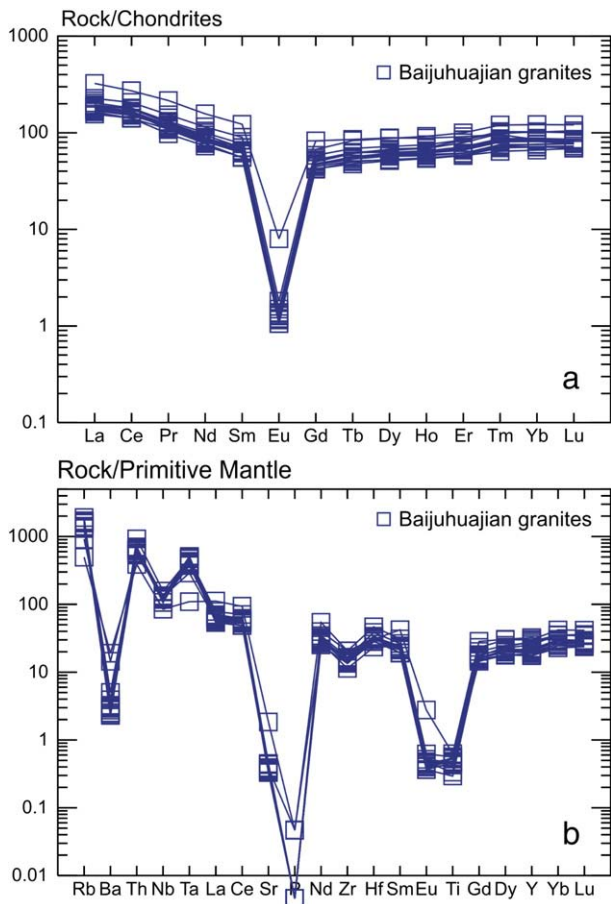 Rock/Chondrites
1000
Baijuhuajian granites
100
10
1
a
0.1
La Ce Pr Nd Sm Eu Gd Tb Dy Ho Er Tm Yb Lu
Rock/Primitive Mantle
Baijuhuajian granites
1000
100
10
1
0.1
b
0.01
Rb Ba Th Nb Ta La Ce Sr P Nd Zr Hf Sm Eu Ti Gd Dy Y Yb Lu